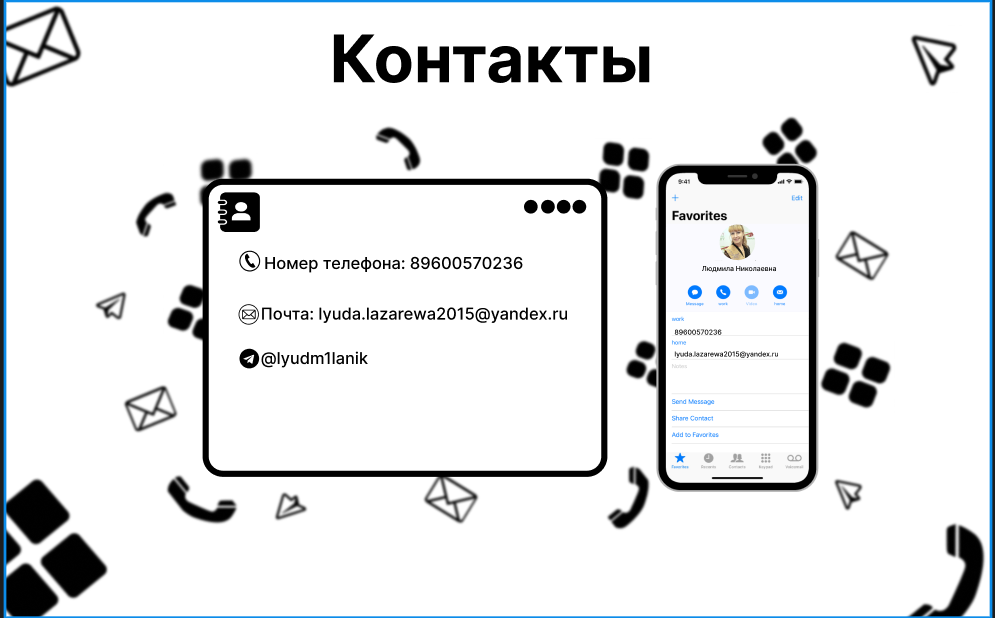 Контакты
Номер телефона: 89600570236
Почта: lyuda.lazarewa2015@yandex.ru
@lyudm1lanik
9:41
+
Edit
Favorites
Людмила Николаевна
Message work Video home
work
89600570236
home
lyuda.lazarewa2015@yandex.ru
Notes
Send Message
Share Contact
Add to Favorites
Favorites Recents Contacts Keypad Voicemail